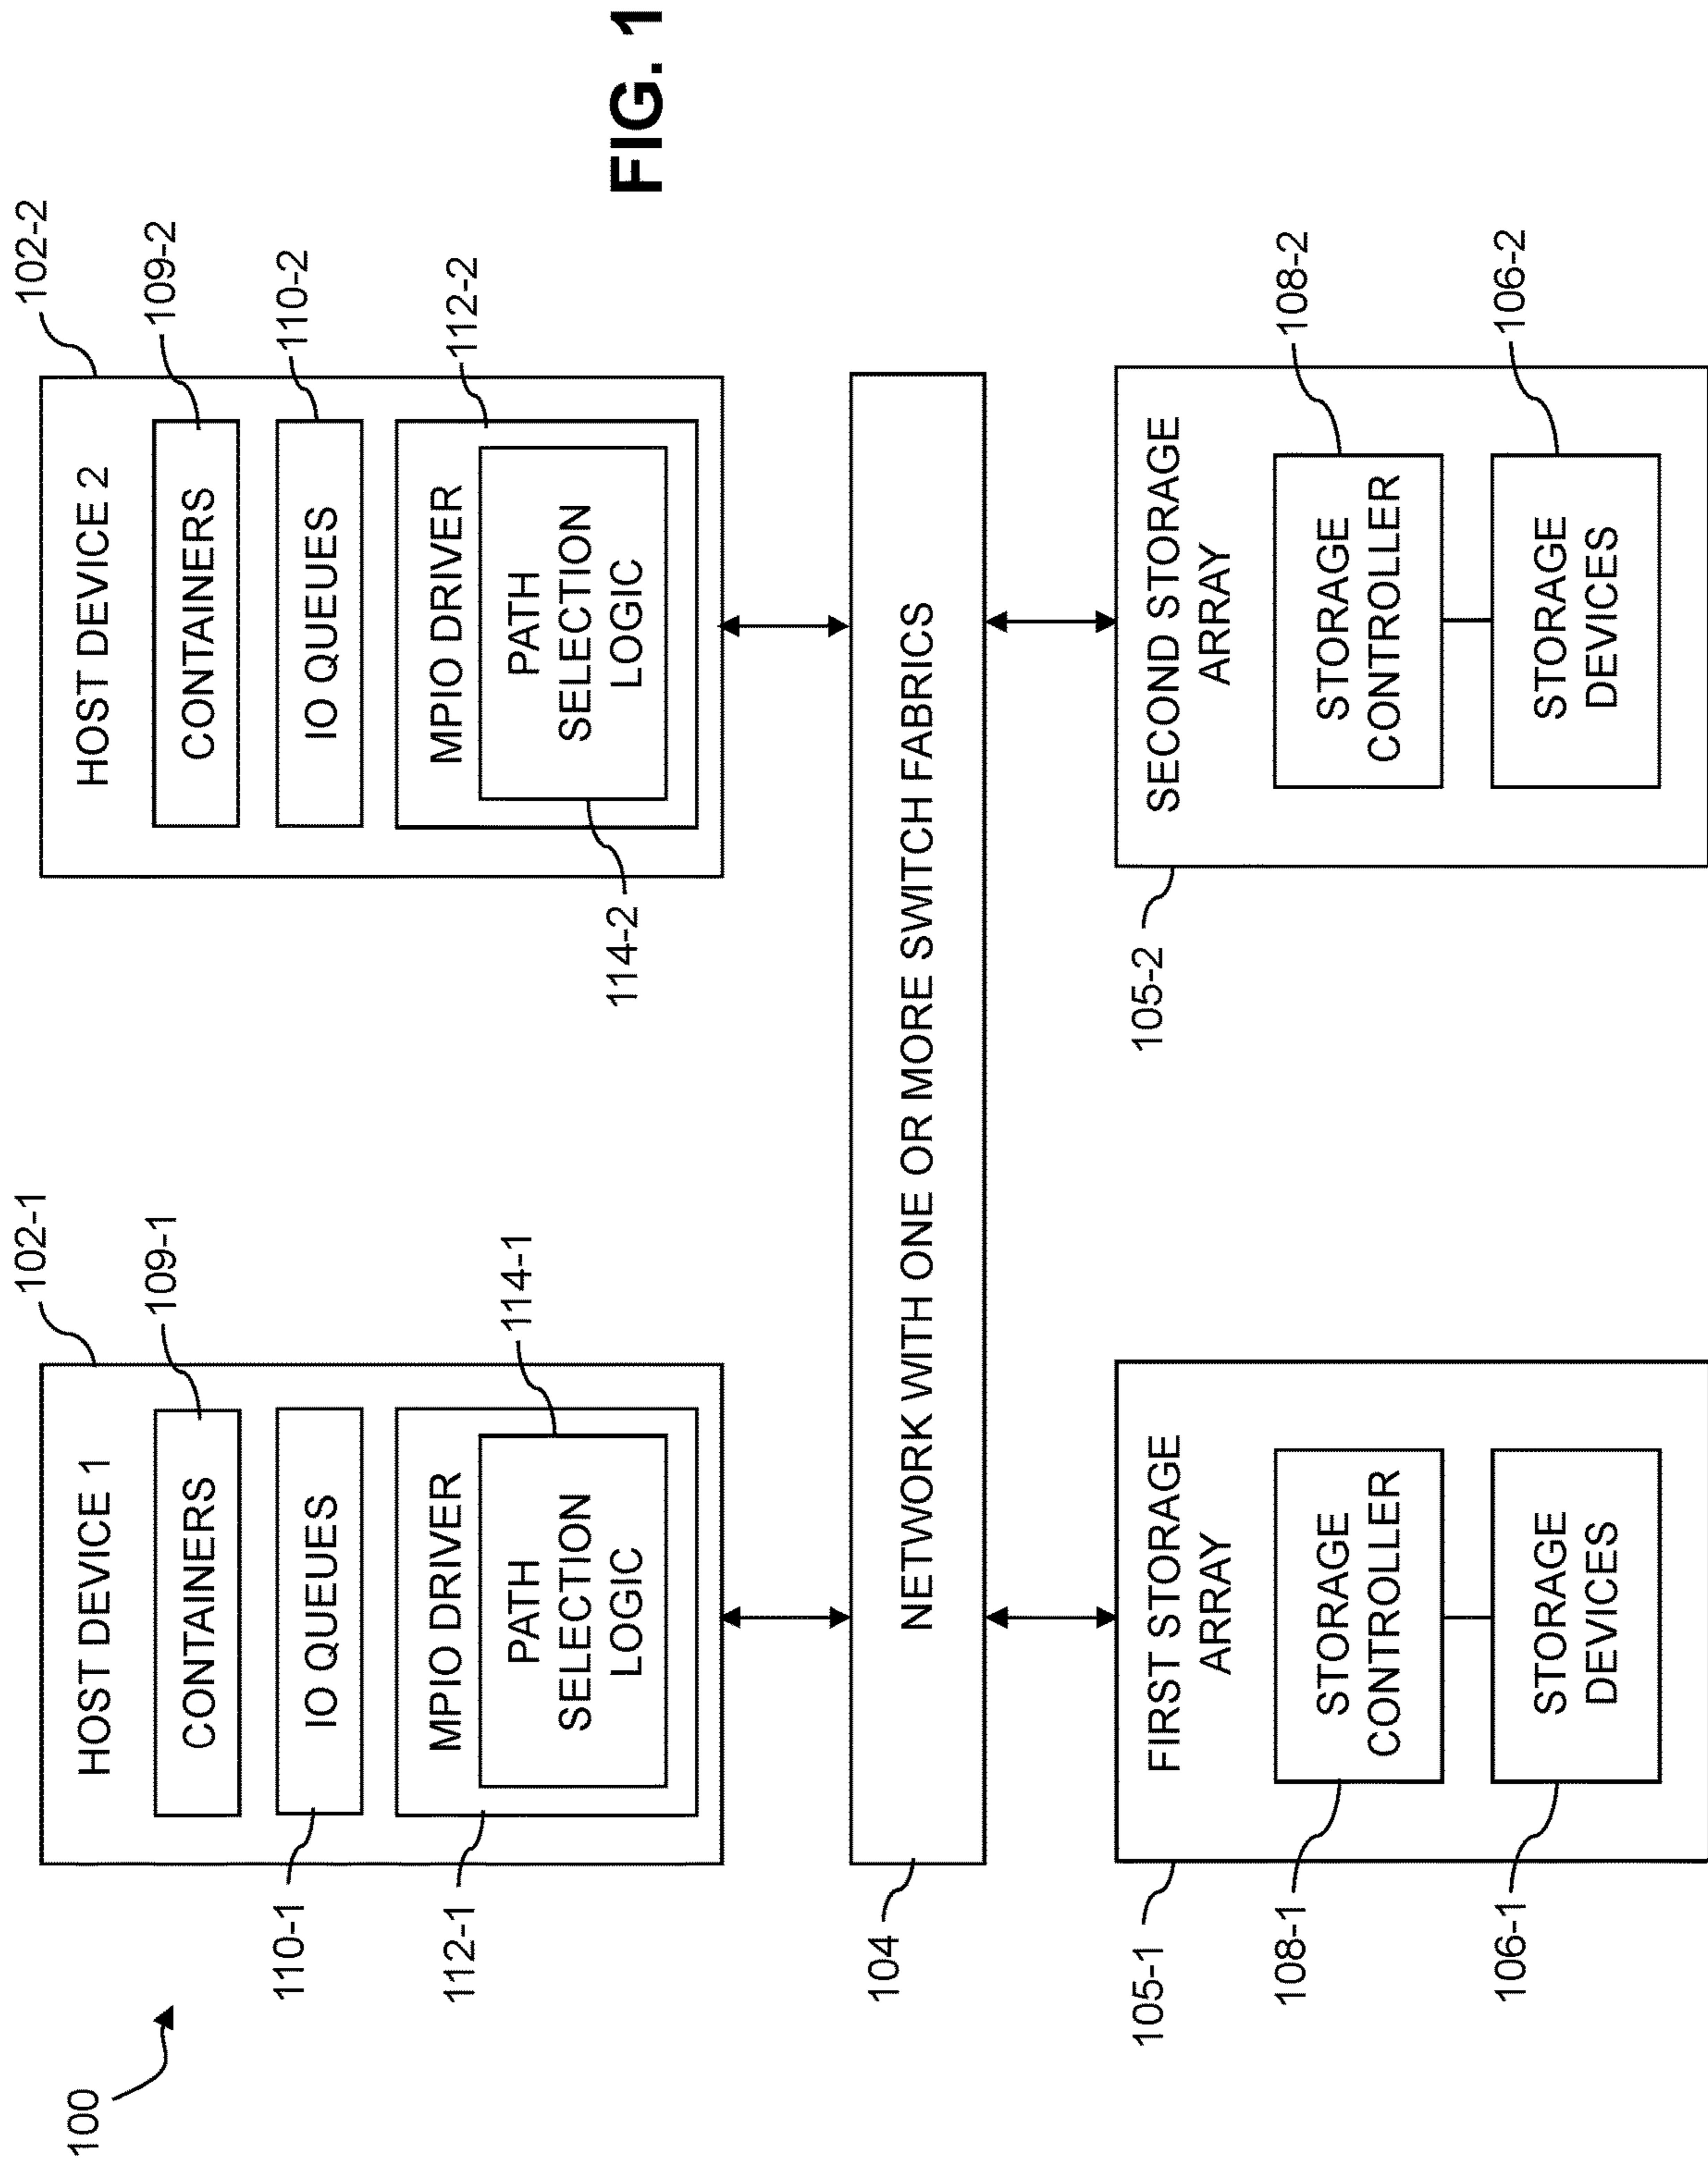 100
102-1
HOST DEVICE 1
109-1
CONTAINERS
110-1
IO QUEUES
112-1
MPIO DRIVER
114-1
PATH
SELECTION
LOGIC
102-2
HOST DEVICE 2
109-2
CONTAINERS
110-2
IO QUEUES
112-2
MPIO DRIVER
114-2
PATH
SELECTION
LOGIC
104
NETWORK WITH ONE OR MORE SWITCH FABRICS
105-1
FIRST STORAGE
ARRAY
108-1
STORAGE
CONTROLLER
106-1
STORAGE
DEVICES
105-2
SECOND STORAGE
ARRAY
108-2
STORAGE
CONTROLLER
106-2
STORAGE
DEVICES
FIG. 1